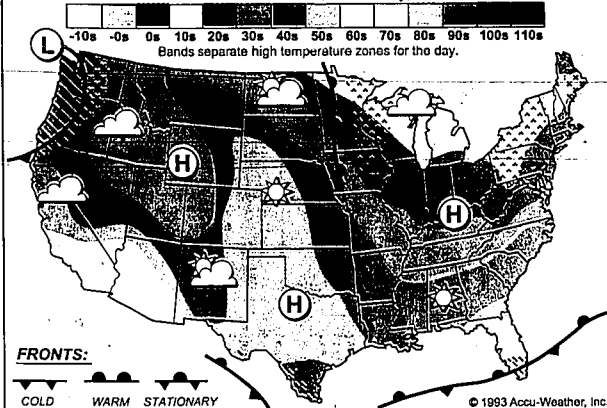 -10s -0s 0s 10s 20s 30s 40s 50s 60s 70s 80s 90s 100s 110s
Bands separate high temperature zones for the day.
L
H
H
H
FRONTS:
COLD WARM STATIONARY
© 1993 Accu-Weather, Inc.